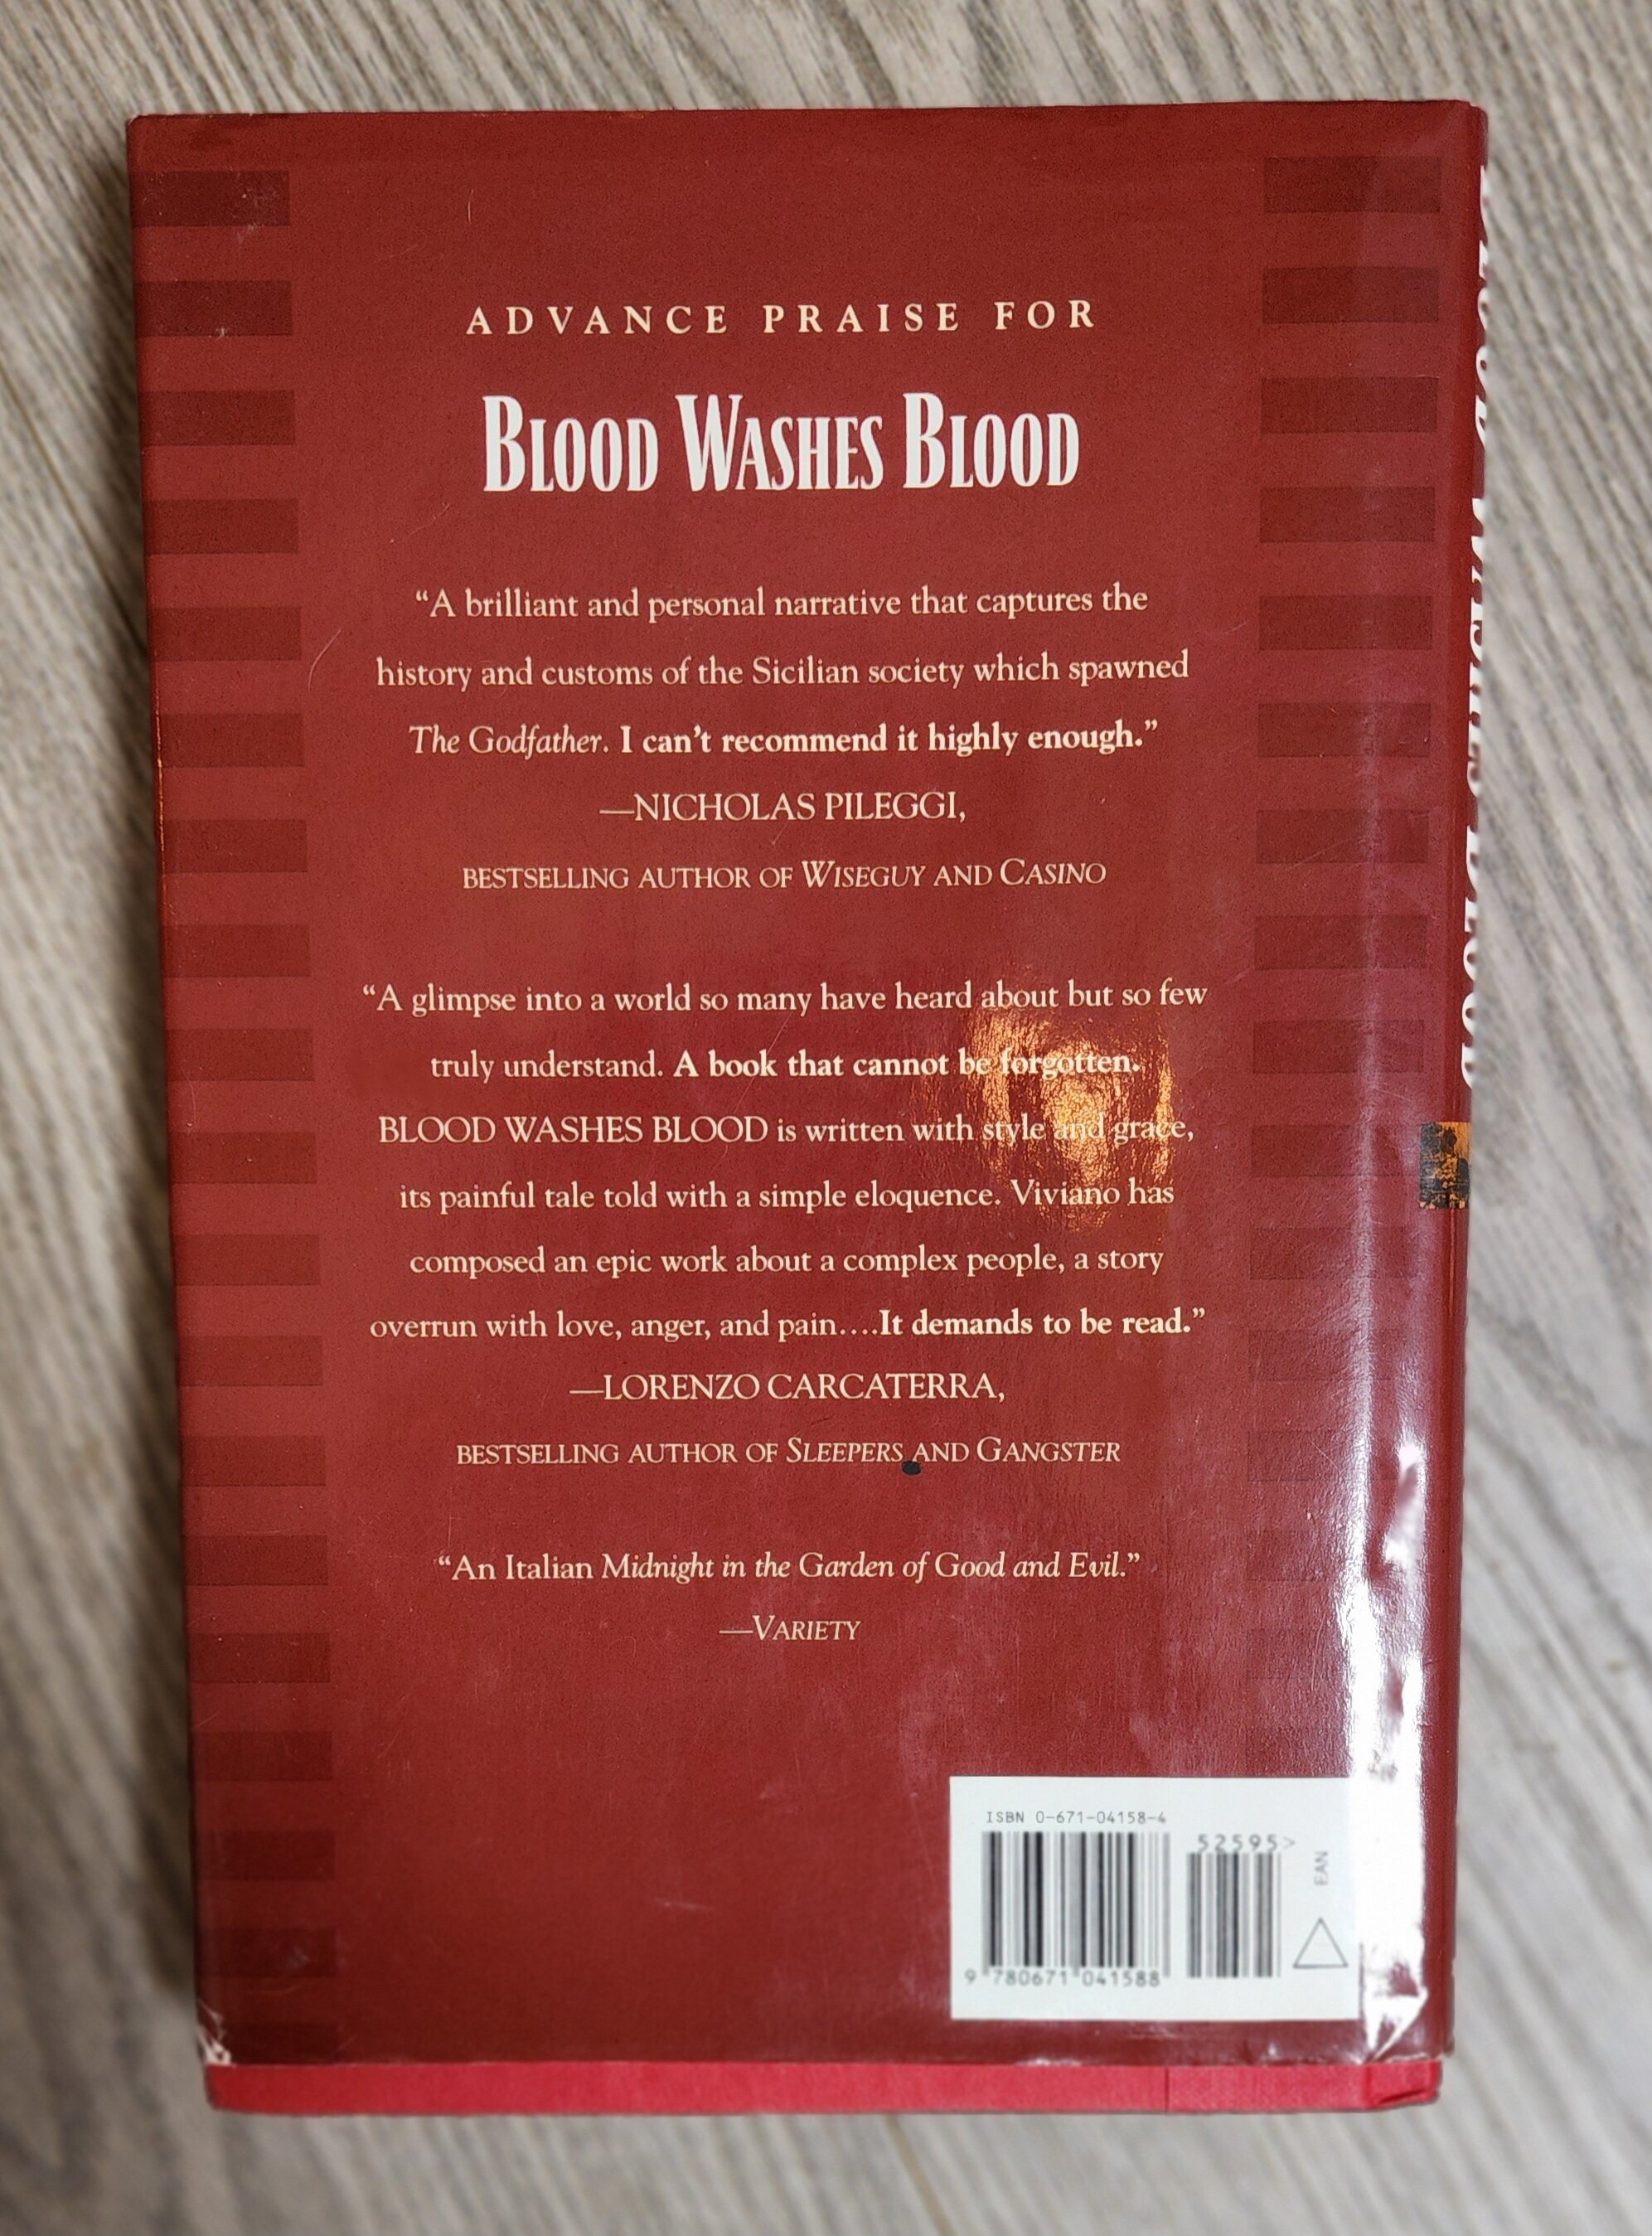 ADVANCE PRAISE FOR
BLOOD WASHES BLOOD
“A brilliant and personal narrative that captures the
history and customs of the Sicilian society which spawned
The Godfather. I can’t recommend it highly enough.”
—NICHOLAS PILEGGI,
BESTSELLING AUTHOR OF WISEGUY AND CASINO
“A glimpse into a world so many have heard about but so few
truly understand. A book that cannot be forgotten.
BLOOD WASHES BLOOD is written with style and grace,
its painful tale told with a simple eloquence. Viviano has
composed an epic work about a complex people, a story
overrun with love, anger, and pain....It demands to be read.”
—LORENZO CARCATERRA,
BESTSELLING AUTHOR OF SLEEPERS AND GANGSTER
“An Italian Midnight in the Garden of Good and Evil.”
—VARIETY
ISBN 0-671-04158-4
52595>
EAN
9 780671 041588
BLOOD WASHES BLOOD